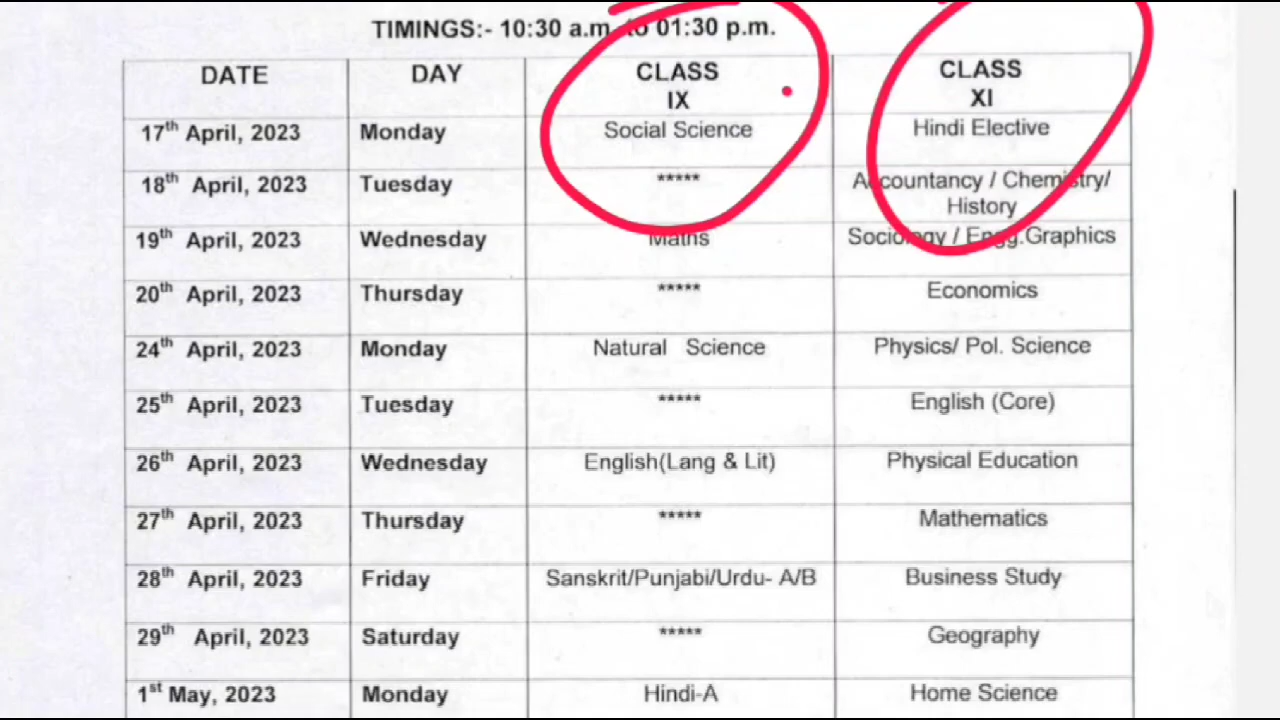 TIMINGS:- 10:30 a.m. to 01:30 p.m.
DATE DAY CLASS IX CLASS XI
17th April, 2023 Monday Social Science Hindi Elective
18th April, 2023 Tuesday ***** Accountancy / Chemistry/ History
19th April, 2023 Wednesday Maths Sociology / Engg.Graphics
20th April, 2023 Thursday ***** Economics
24th April, 2023 Monday Natural Science Physics/ Pol. Science
25th April, 2023 Tuesday ***** English (Core)
26th April, 2023 Wednesday English(Lang & Lit) Physical Education
27th April, 2023 Thursday ***** Mathematics
28th April, 2023 Friday Sanskrit/Punjabi/Urdu- A/B Business Study
29th April, 2023 Saturday ***** Geography
1st May, 2023 Monday Hindi-A Home Science